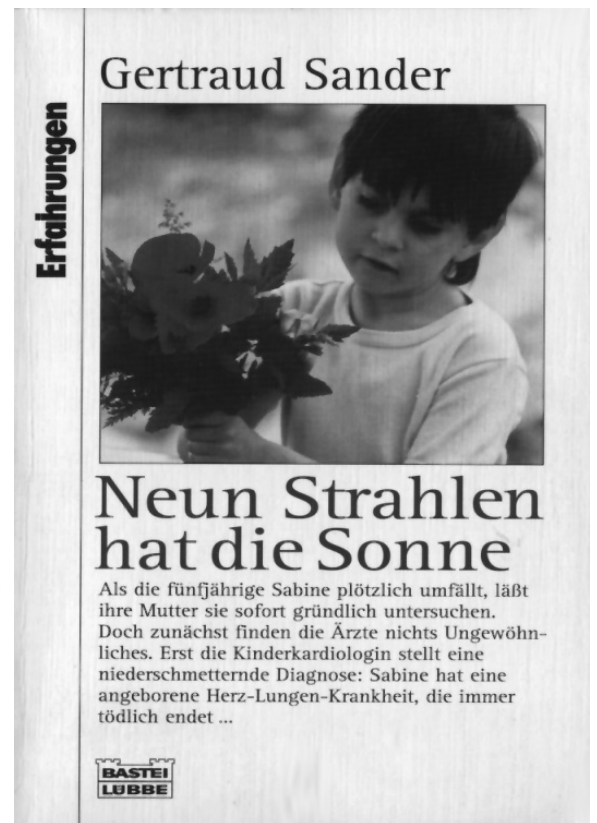 Gertraud Sander
Erfahrungen
Neun Strahlen
hat die Sonne
Als die fünfjährige Sabine plötzlich umfällt, läßt
ihre Mutter sie sofort gründlich untersuchen.
Doch zunächst finden die Ärzte nichts Ungewöhn-
liches. Erst die Kinderkardiologin stellt eine
niederschmetternde Diagnose: Sabine hat eine
angeborene Herz-Lungen-Krankheit, die immer
tödlich endet ...
BASTEI
LÜBBE